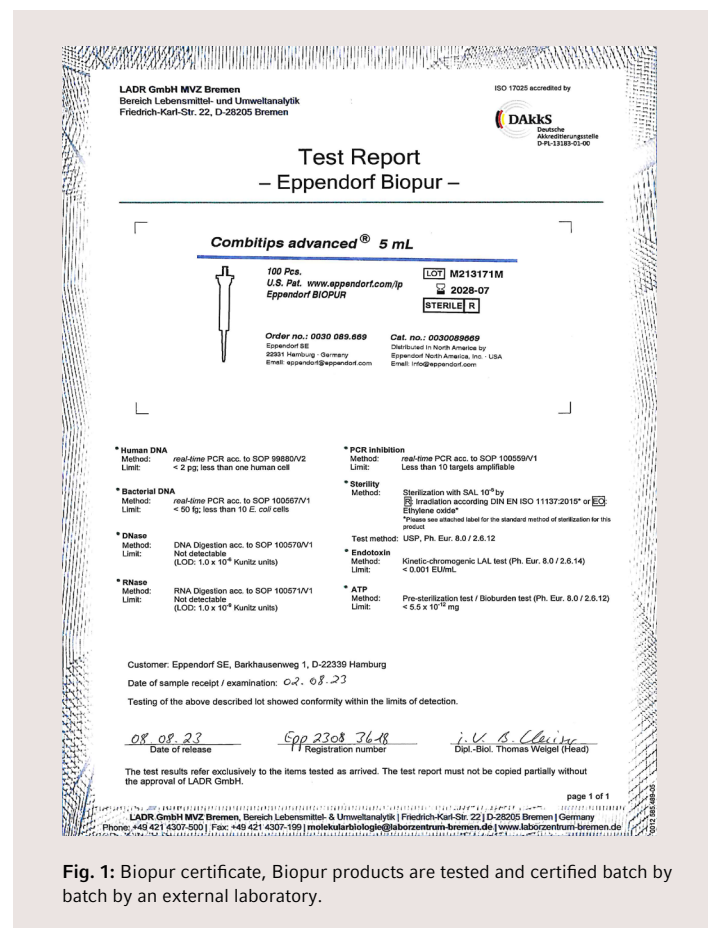 LADR GmbH MVZ Bremen
Bereich Lebensmittel- und Umweltanalytik
Friedrich-Karl-Str. 22, D-28205 Bremen
ISO 17025 accredited by
DAkkS
Deutsche
Akkreditierungsstelle
D-PL-13183-01-00
Test Report
– Eppendorf Biopur –
Combitips advanced® 5 mL
100 Pcs.
U.S. Pat. www.eppendorf.com/ip
Eppendorf BIOPUR
LOT M213171M
2028-07
STERILE R
Order no.: 0030 089.669
Eppendorf SE
22331 Hamburg - Germany
Email: eppendorf@eppendorf.com
Cat. no.: 0030089669
Distributed in North America by
Eppendorf North America, Inc. - USA
Email: info@eppendorf.com
* Human DNA
Method: real-time PCR acc. to SOP 99880/V2
Limit: < 2 pg; less than one human cell
* Bacterial DNA
Method: real-time PCR acc. to SOP 100567/V1
Limit: < 50 fg; less than 10 E. coli cells
* DNase
Method: DNA Digestion acc. to SOP 100570/V1
Limit: Not detectable
(LOD: 1.0 x 10⁻⁶ Kunitz units)
* RNase
Method: RNA Digestion acc. to SOP 100571/V1
Limit: Not detectable
(LOD: 1.0 x 10⁻⁹ Kunitz units)
* PCR inhibition
Method: real-time PCR acc. to SOP 100559/V1
Limit: Less than 10 targets amplifiable
* Sterility
Method: Sterilization with SAL 10⁻⁶ by
R: Irradiation according DIN EN ISO 11137:2015* or EO:
Ethylene oxide*
*Please see attached label for the standard method of sterilization for this
product
Test method: USP, Ph. Eur. 8.0 / 2.6.12
* Endotoxin
Method: Kinetic-chromogenic LAL test (Ph. Eur. 8.0 / 2.6.14)
Limit: < 0.001 EU/mL
* ATP
Method: Pre-sterilization test / Bioburden test (Ph. Eur. 8.0 / 2.6.12)
Limit: < 5.5 x 10⁻¹² mg
Customer: Eppendorf SE, Barkhausenweg 1, D-22339 Hamburg
Date of sample receipt / examination: 02.08.23
Testing of the above described lot showed conformity within the limits of detection.
08.08.23
Date of release
Epp 2308 3618
Registration number
i. V. B.
Dipl.-Biol. Thomas Weigel (Head)
The test results refer exclusively to the items tested as arrived. The test report must not be copied partially without
the approval of LADR GmbH.
page 1 of 1
LADR GmbH MVZ Bremen, Bereich Lebensmittel- & Umweltanalytik | Friedrich-Karl-Str. 22 | D-28205 Bremen | Germany
Phone: +49 421 4307-500 | Fax: +49 421 4307-199 | molekularbiologie@laborzentrum-bremen.de | www.laborzentrum-bremen.de
0012 585.489-05
Fig. 1: Biopur certificate, Biopur products are tested and certified batch by
batch by an external laboratory.